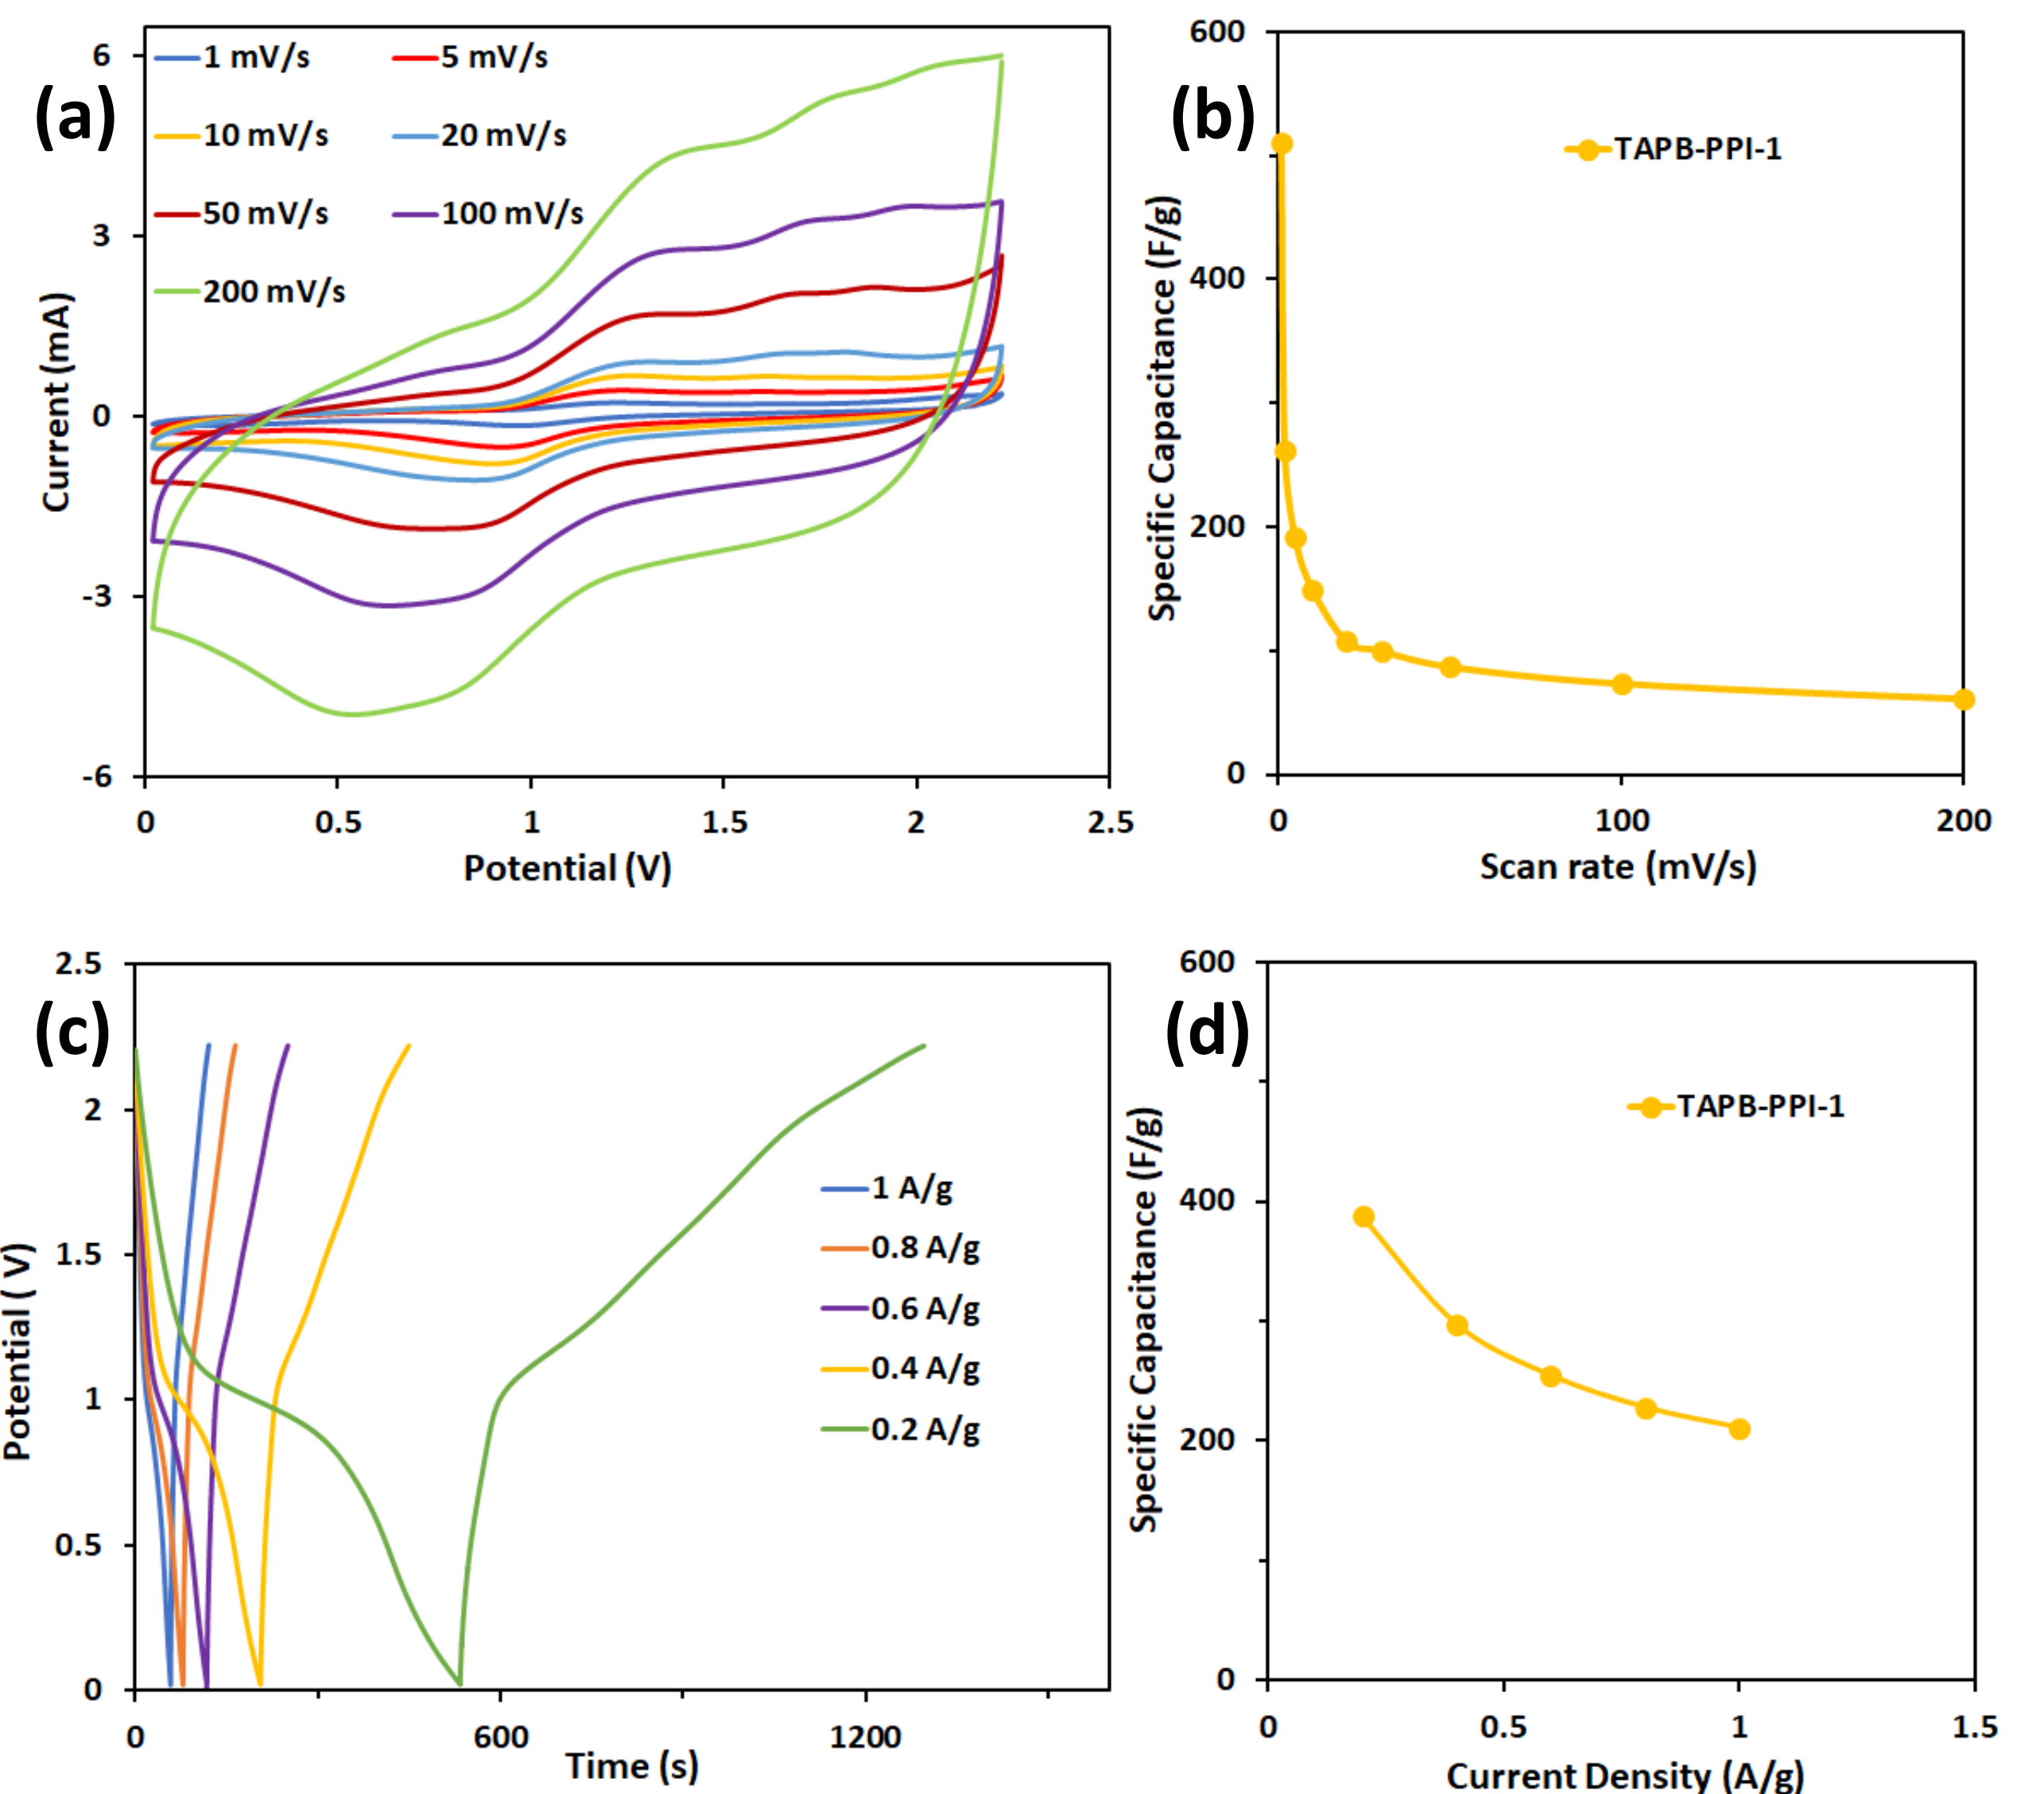 (a)
6
3
0
-3
-6
Current (mA)
1 mV/s 5 mV/s
10 mV/s 20 mV/s
50 mV/s 100 mV/s
200 mV/s
0 0.5 1 1.5 2 2.5
Potential (V)
(b)
600
400
200
0
Specific Capacitance (F/g)
TAPB-PPI-1
0 100 200
Scan rate (mV/s)
(c)
2.5
2
1.5
1
0.5
0
Potential ( V)
1 A/g
0.8 A/g
0.6 A/g
0.4 A/g
0.2 A/g
0 600 1200
Time (s)
(d)
600
400
200
0
Specific Capacitance (F/g)
TAPB-PPI-1
0 0.5 1 1.5
Current Density (A/g)